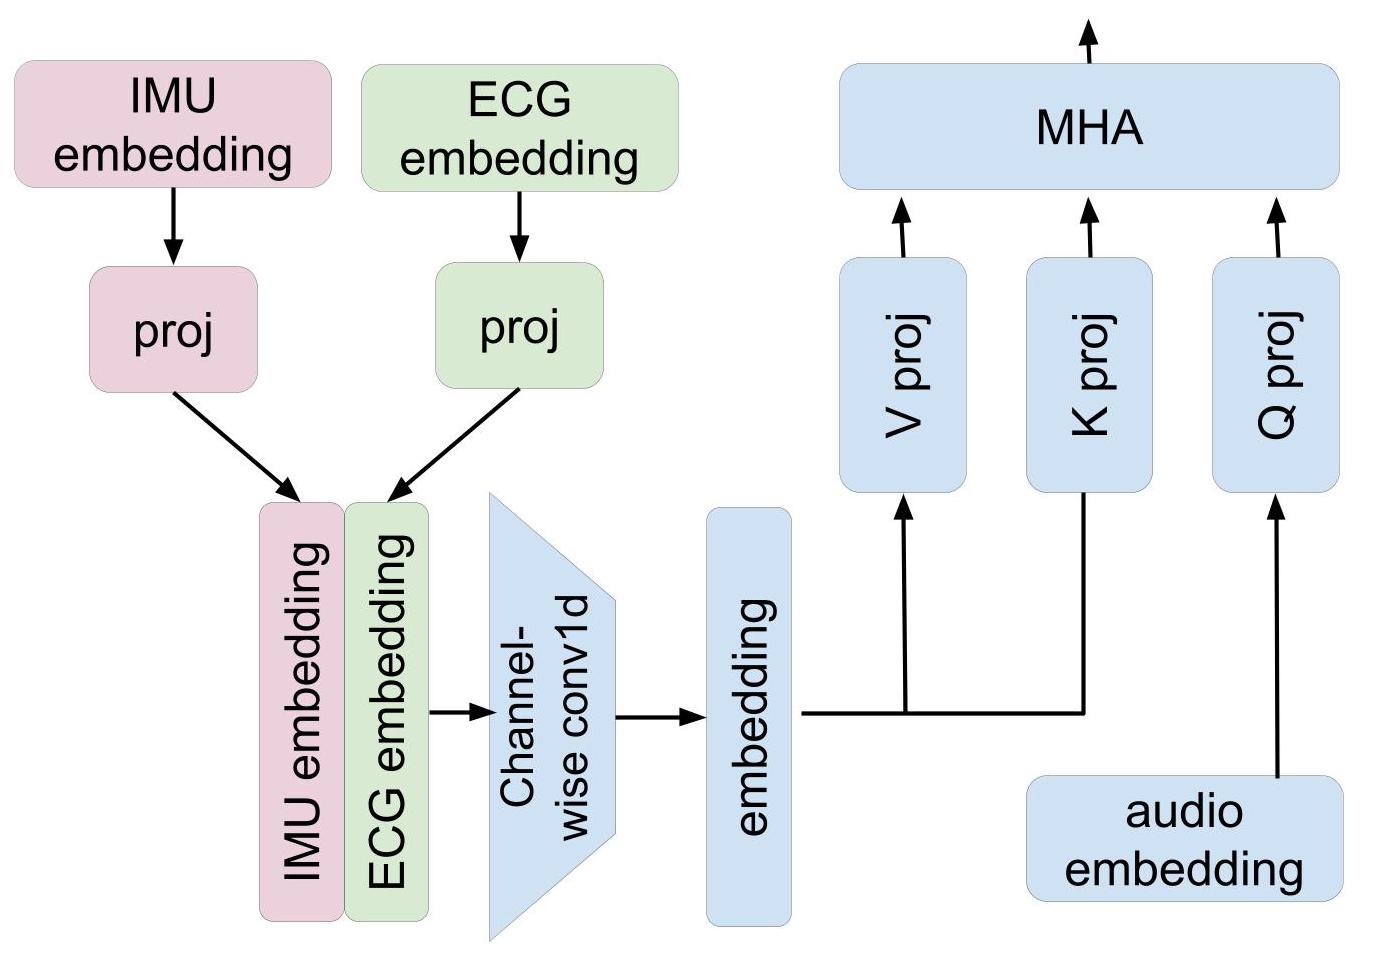 IMU
embedding
ECG
embedding
MHA
proj
proj
V proj
K proj
Q proj
IMU embedding
ECG embedding
Channel-
wise conv1d
embedding
audio
embedding